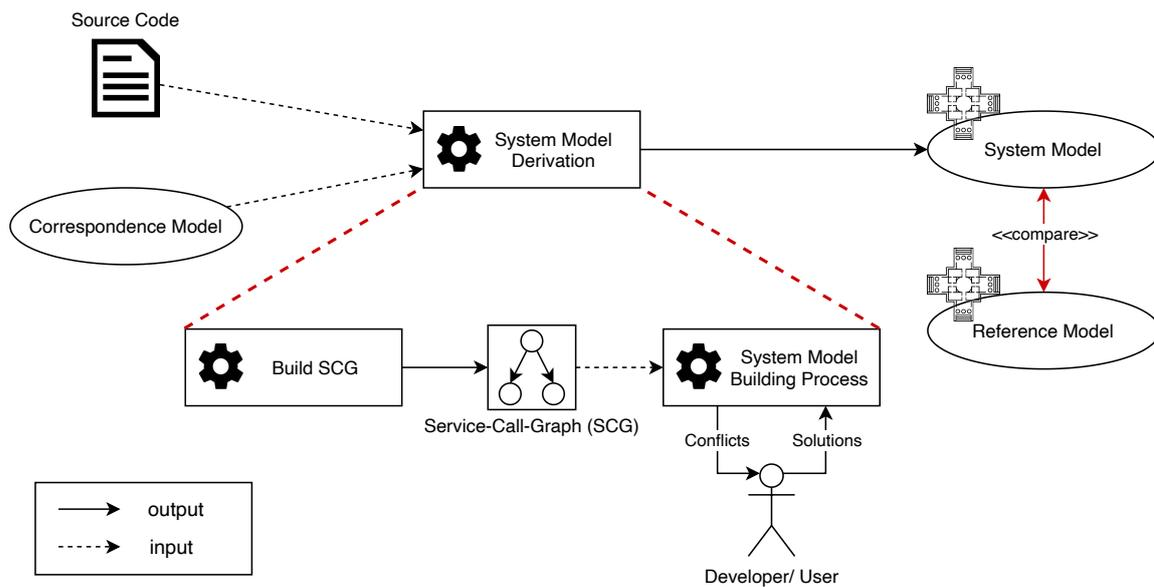 Source Code
System Model
Derivation
System Model
Correspondence Model
<<compare>>
Reference Model
Build SCG
System Model
Building Process
Service-Call-Graph (SCG)
Conflicts
Solutions
output
input
Developer/ User